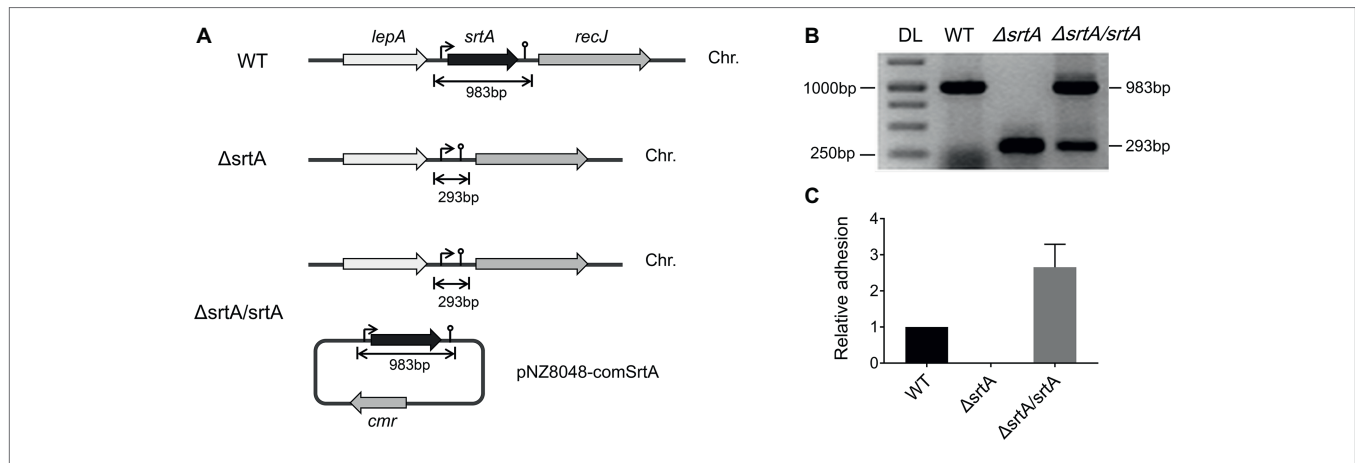 A
lepA srtA recJ
WT Chr.
983bp
ΔsrtA Chr.
293bp
Chr.
293bp
ΔsrtA/srtA
983bp
pNZ8048-comSrtA
cmr
B
DL WT ΔsrtA ΔsrtA/srtA
1000bp 983bp
250bp 293bp
C
Relative adhesion
4
3
2
1
0
WT ΔsrtA ΔsrtA/srtA